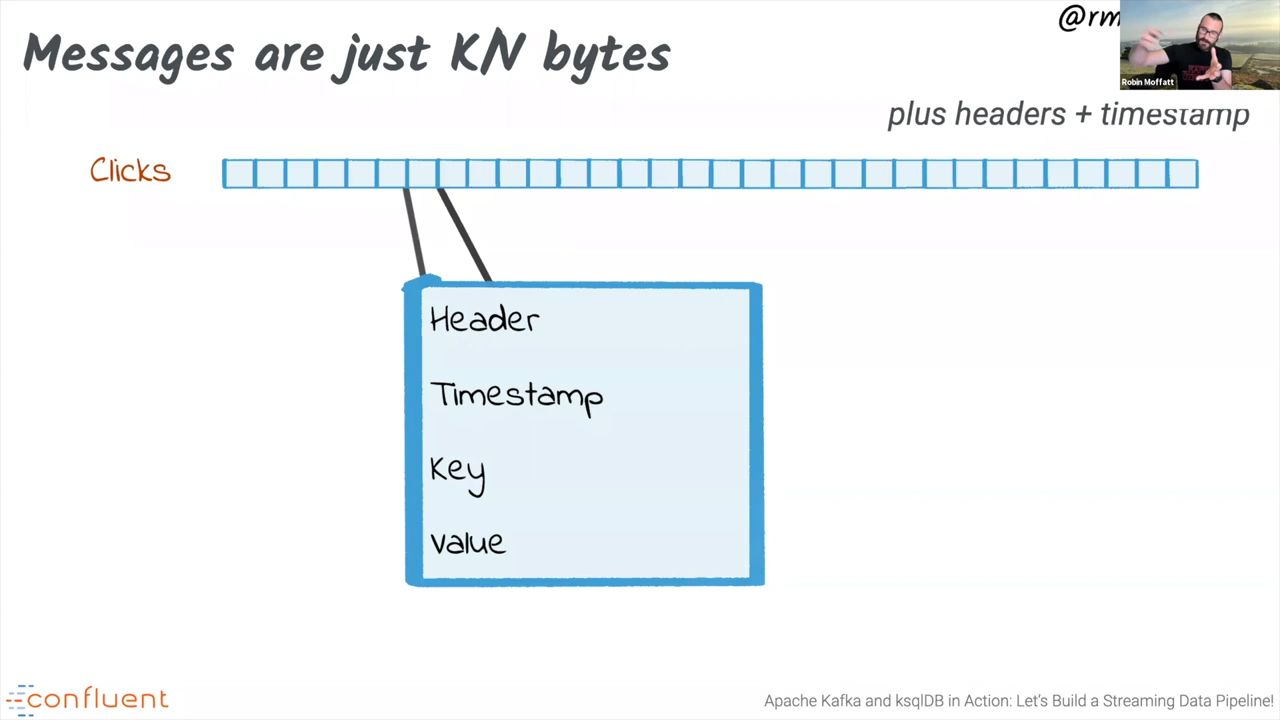 Messages are just K/V bytes
@rm
Robin Moffatt
plus headers + timestamp
Clicks
Header
Timestamp
Key
Value
confluent
Apache Kafka and ksqlDB in Action: Let's Build a Streaming Data Pipeline!